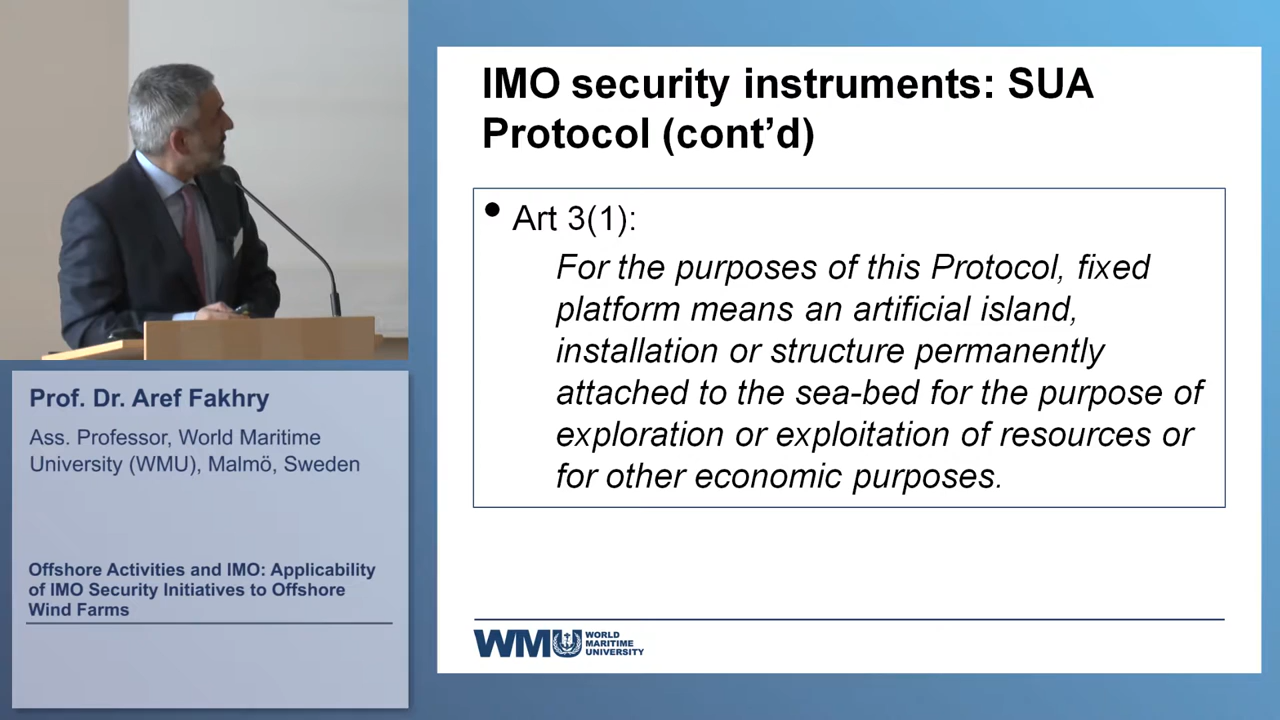 IMO security instruments: SUA
Protocol (cont’d)
• Art 3(1):
For the purposes of this Protocol, fixed
platform means an artificial island,
installation or structure permanently
attached to the sea-bed for the purpose of
exploration or exploitation of resources or
for other economic purposes.
WMU WORLD
MARITIME
UNIVERSITY
Prof. Dr. Aref Fakhry
Ass. Professor, World Maritime
University (WMU), Malmö, Sweden
Offshore Activities and IMO: Applicability
of IMO Security Initiatives to Offshore
Wind Farms